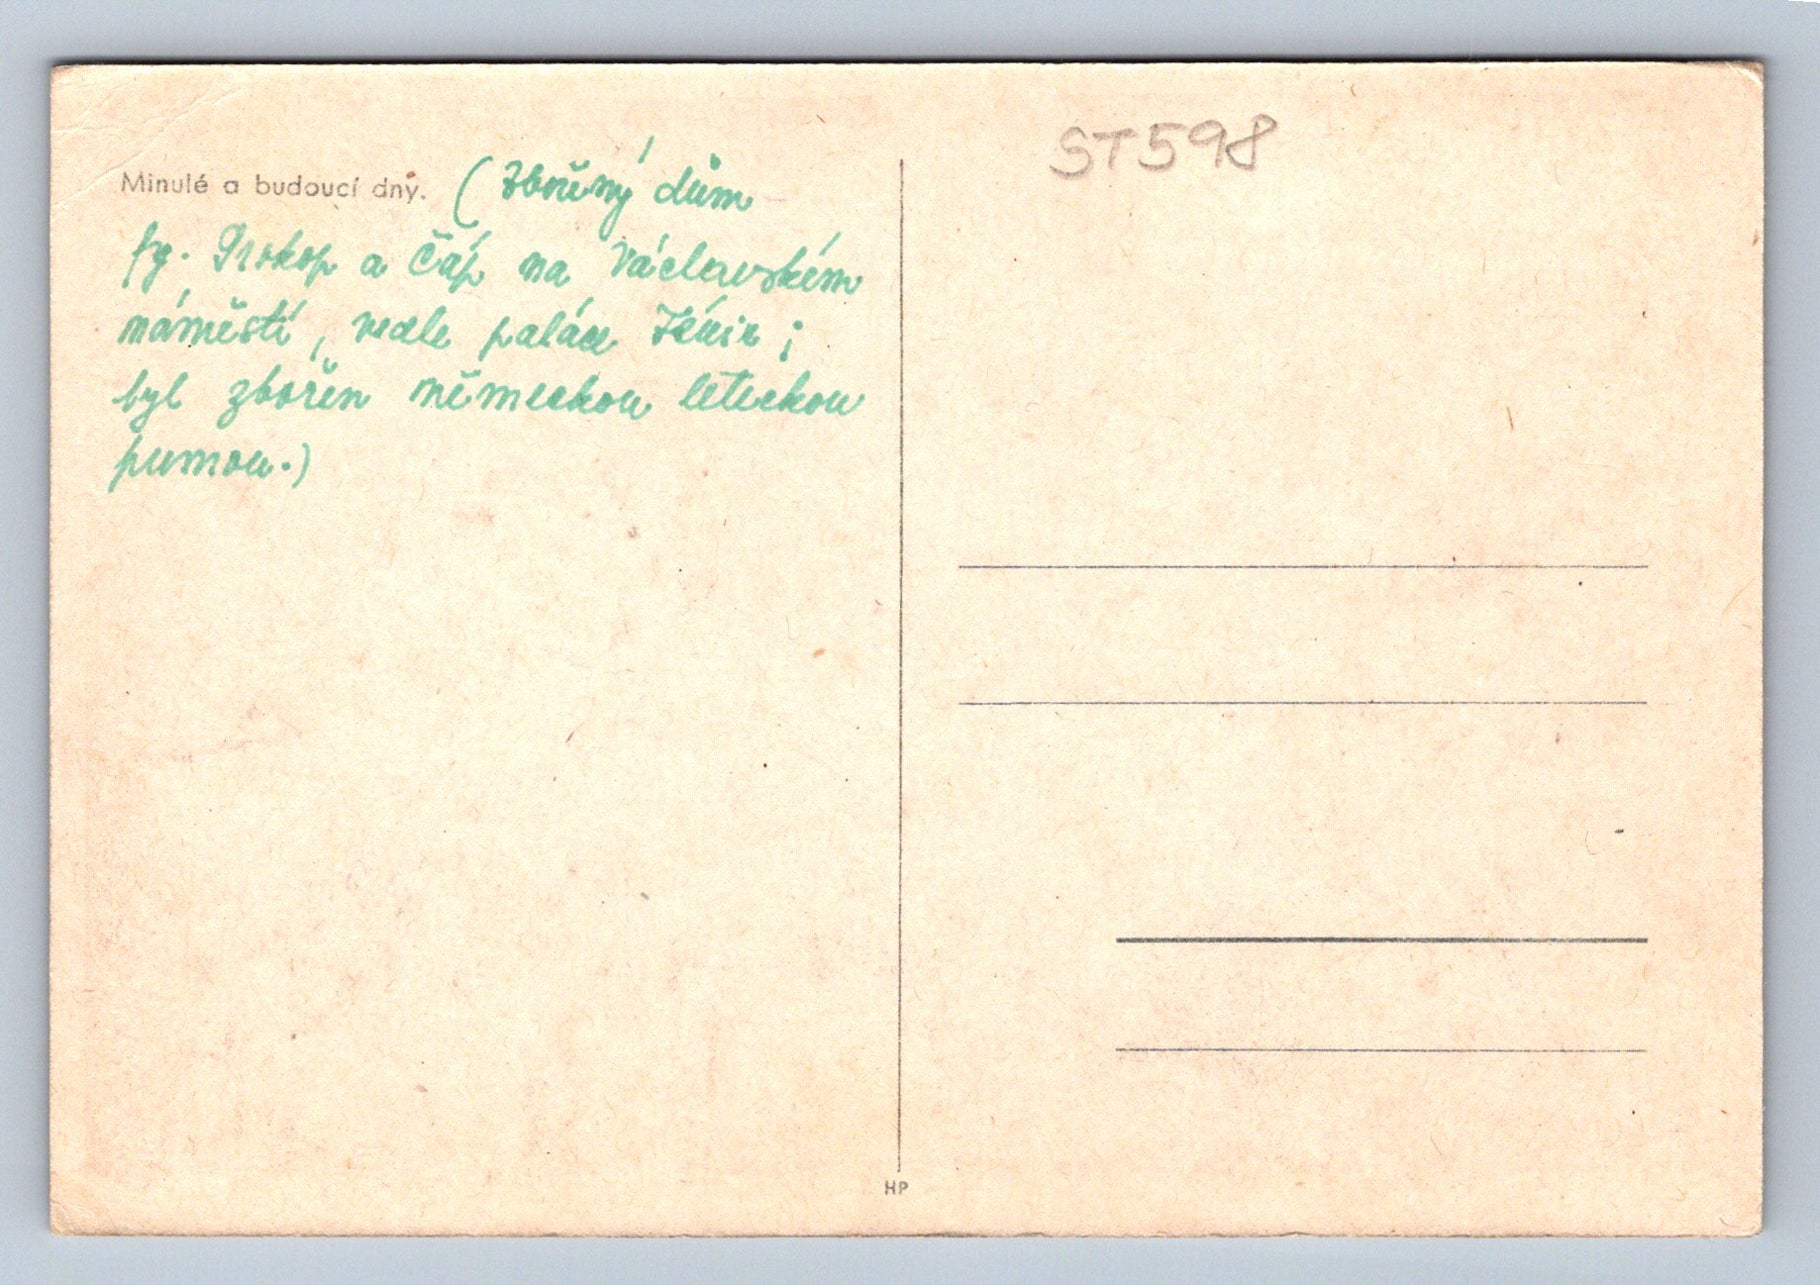 ST598
Minulé a budoucí dny. (Zbořený dům
fy. Prokop a Čáp na Václavském
náměstí, vedle paláce Fénix;
byl zbořen německou leteckou
pumou.)
HP